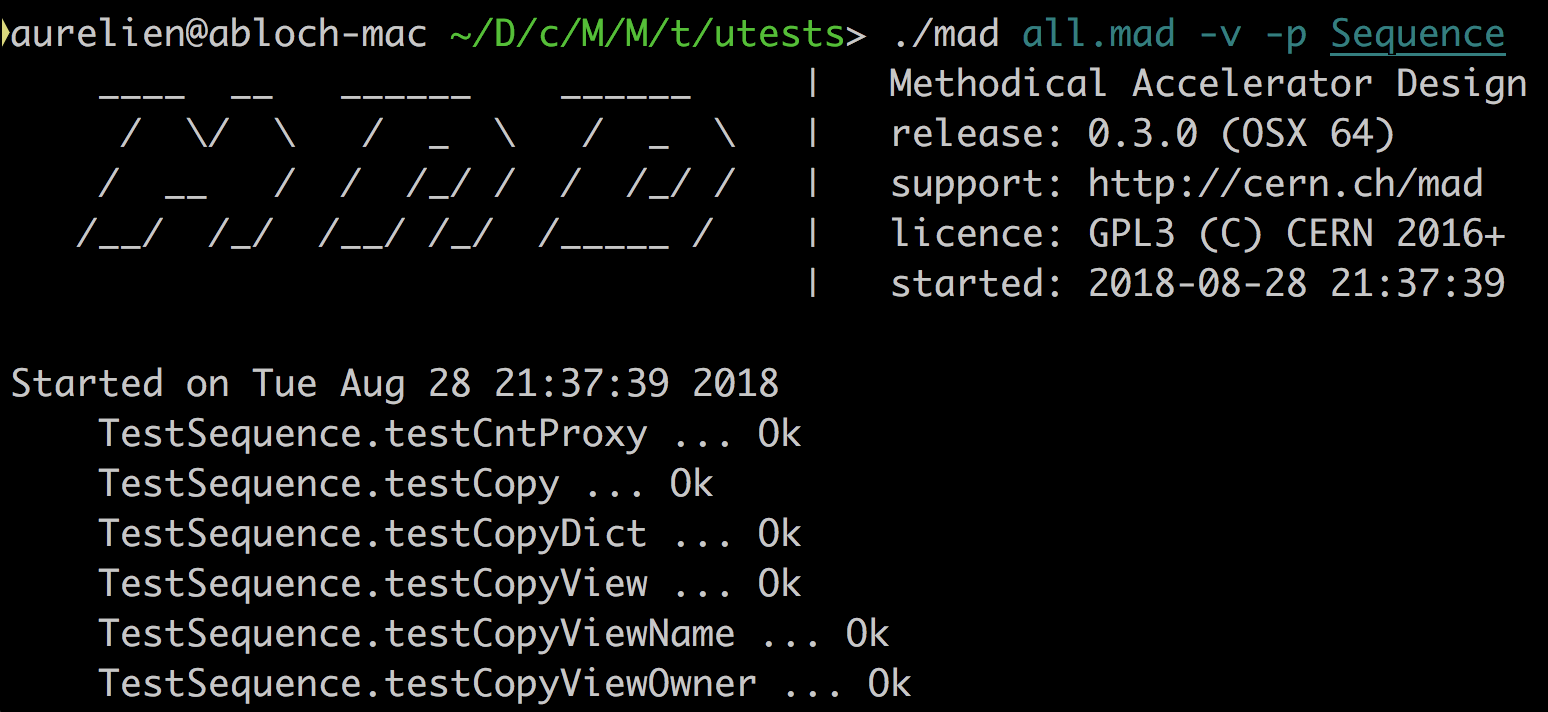 aurelien@abloch-mac ~/D/c/M/M/t/utests> ./mad all.mad -v -p Sequence
    ____  __   ______    ______     |   Methodical Accelerator Design
     /  \/  \   /  _  \   /  _  \   |   release: 0.3.0 (OSX 64)
    /  __   /  /  /_/ /  /  /_/ /   |   support: http://cern.ch/mad
   /__/  /_/  /__/ /_/  /_____ /    |   licence: GPL3 (C) CERN 2016+
                                    |   started: 2018-08-28 21:37:39
Started on Tue Aug 28 21:37:39 2018
    TestSequence.testCntProxy ... Ok
    TestSequence.testCopy ... Ok
    TestSequence.testCopyDict ... Ok
    TestSequence.testCopyView ... Ok
    TestSequence.testCopyViewName ... Ok
    TestSequence.testCopyViewOwner ... Ok